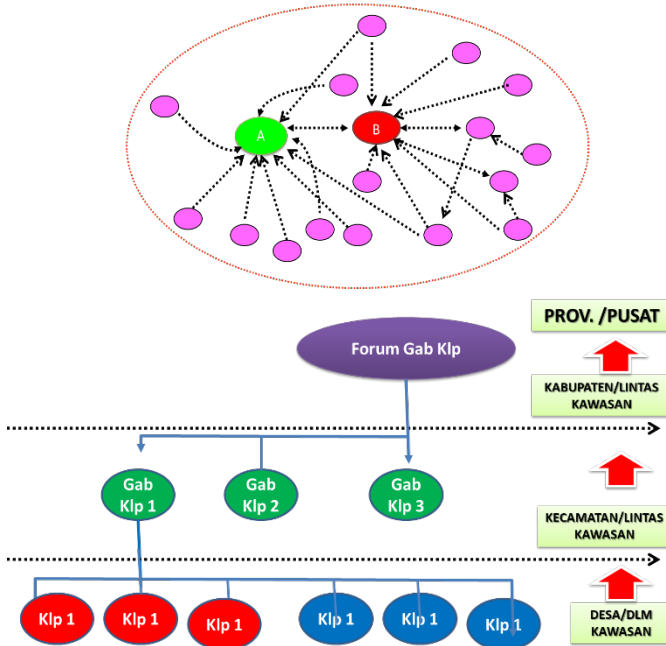 A
B
PROV. /PUSAT
Forum Gab Klp
KABUPATEN/LINTAS
KAWASAN
Gab
Klp 1
Gab
Klp 2
Gab
Klp 3
KECAMATAN/LINTAS
KAWASAN
Klp 1
Klp 1
Klp 1
Klp 1
Klp 1
Klp 1
DESA/DLM
KAWASAN